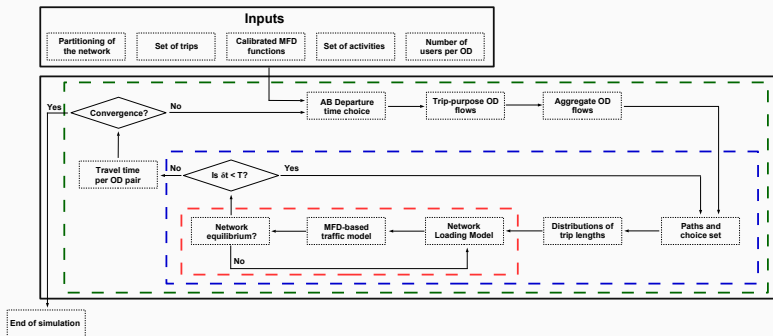 Inputs
Partitioning of
the network
Set of trips
Calibrated MFD
functions
Set of activities
Number of
users per OD
Yes
Convergence?
No
AB Departure
time choice
Trip-purpose OD
flows
Aggregate OD
flows
Travel time
per OD pair
No
Is δt < T?
Yes
Network
equilibrium?
MFD-based
traffic model
Network
Loading Model
Distributions of
trip lengths
Paths and
choice set
No
End of simulation